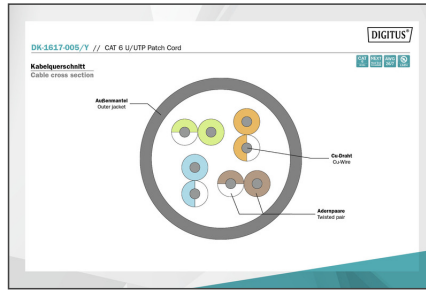 DIGITUS®
DK-1617-005/Y // CAT 6 U/UTP Patch Cord
Kabelquerschnitt
Cable cross section
Außenmantel
Outer jacket
Cu-Draht
Cu-Wire
Adernpaare
Twisted pair